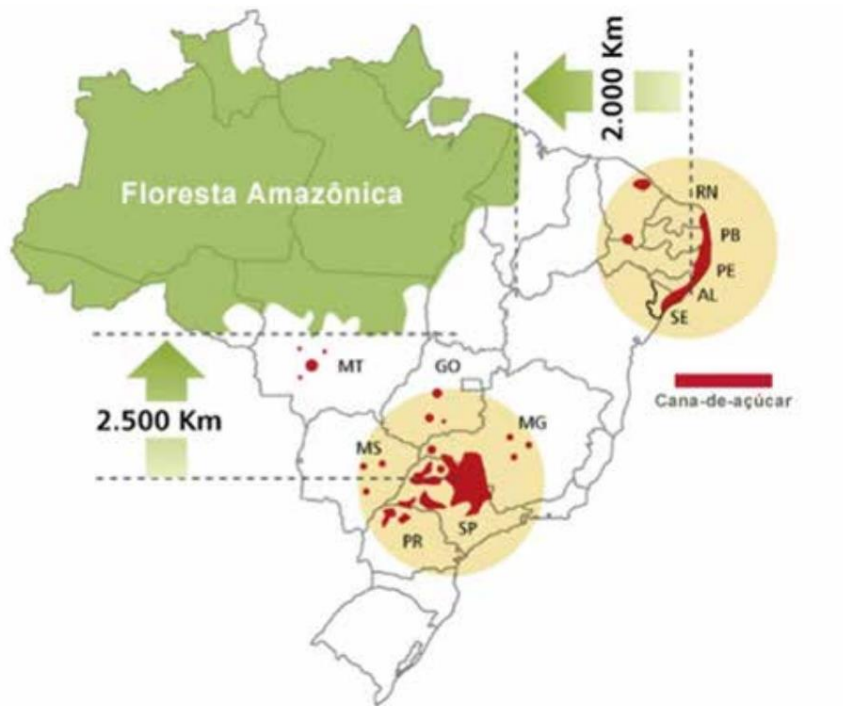 2.000 Km
Floresta Amazônica
RN
PB
PE
AL
SE
MT
GO
Cana-de-açúcar
2.500 Km
MG
MS
SP
PR